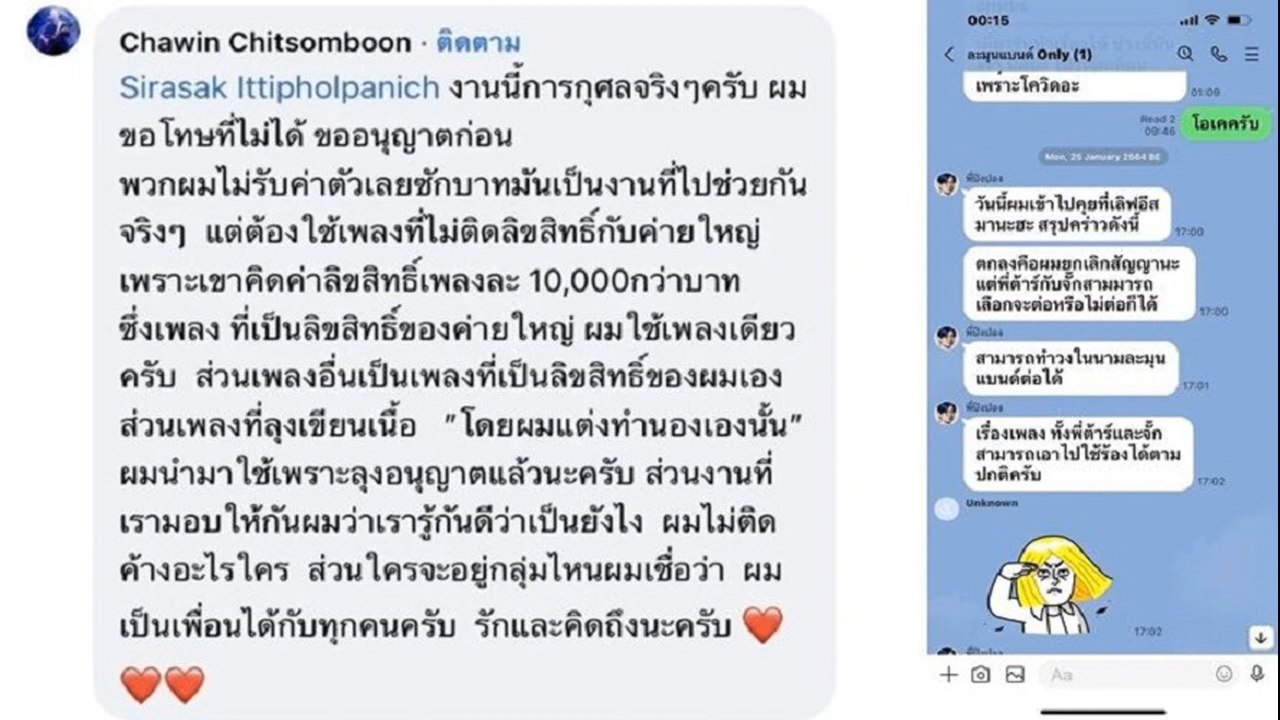 Chawin Chitsomboon · ติดตาม
Sirasak Ittipholpanich งานนี้การกุศลจริงๆครับ ผม
ขอโทษที่ไม่ได้ ขออนุญาตก่อน
พวกผมไม่รับค่าตัวเลยซักบาทมันเป็นงานที่ไปช่วยกัน
จริงๆ แต่ต้องใช้เพลงที่ไม่ติดลิขสิทธิ์กับค่ายใหญ่
เพราะเขาคิดค่าลิขสิทธิ์เพลงละ 10,000กว่าบาท
ซึ่งเพลง ที่เป็นลิขสิทธิ์ของค่ายใหญ่ ผมใช้เพลงเดียว
ครับ ส่วนเพลงอื่นเป็นเพลงที่เป็นลิขสิทธิ์ของผมเอง
ส่วนเพลงที่ลุงเขียนเนื้อ "โดยผมแต่งทำนองเองนั้น"
ผมนำมาใช้เพราะลุงอนุญาตแล้วนะครับ ส่วนงานที่
เรามอบให้กันผมว่าเรารู้กันดีว่าเป็นยังไง ผมไม่ติด
ค้างอะไรใคร ส่วนใครจะอยู่กลุ่มไหนผมเชื่อว่า ผม
เป็นเพื่อนได้กับทุกคนครับ รักและคิดถึงนะครับ ❤️
❤️❤️
00:15
ละมุนแบนด์ Only (1)
เพราะโควิดอะ
01:09
Read 2
09:46
โอเคครับ
Mon, 25 January 2564 BE
พี่ปิงปอง
วันนี้ผมเข้าไปคุยที่เลิฟอีส
มานะฮะ สรุปคร่าวดังนี้
17:00
ตกลงคือผมยกเลิกสัญญานะ
แต่พี่ต้าร์กับจั๊กสามมารถ
เลือกจะต่อหรือไม่ต่อก็ได้
17:00
พี่ปิงปอง
สามารถทำวงในนามละมุน
แบนด์ต่อได้
17:01
พี่ปิงปอง
เรื่องเพลง ทั้งพี่ต้าร์และจั๊ก
สามารถเอาไปใช้ร้องได้ตาม
ปกติครับ
17:02
Unknown
17:02
พี่ปิงปอง
Aa